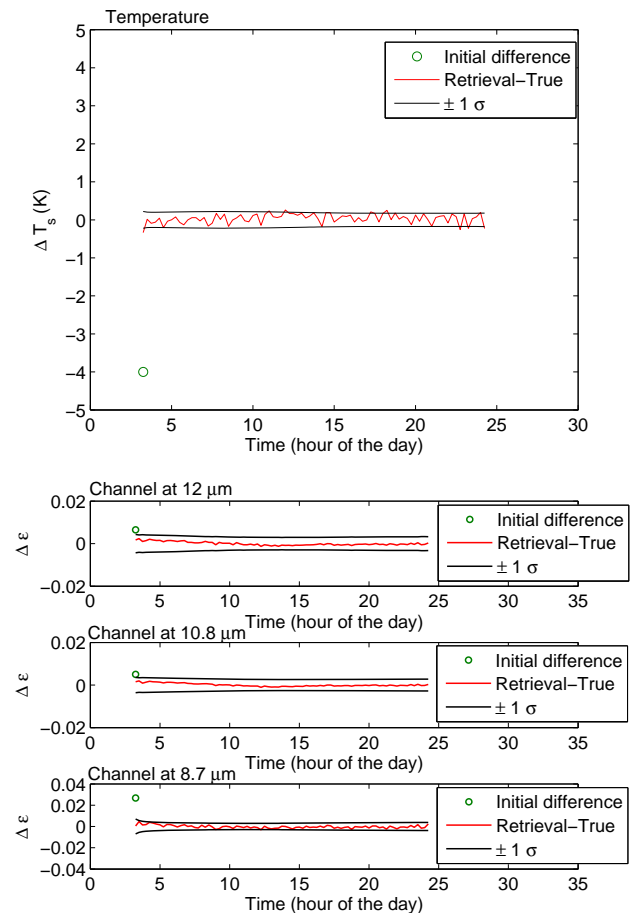 Temperature
5
4
3
2
1
0
−1
−2
−3
−4
−5
Δ T_s (K)
Initial difference
Retrieval−True
± 1 σ
0 5 10 15 20 25 30
Time (hour of the day)
Channel at 12 μm
0.02
0
−0.02
Δ ε
Initial difference
Retrieval−True
± 1 σ
0 5 10 15 20 25 30 35
Time (hour of the day)
Channel at 10.8 μm
0.02
0
−0.02
Δ ε
Initial difference
Retrieval−True
± 1 σ
0 5 10 15 20 25 30 35
Time (hour of the day)
Channel at 8.7 μm
0.04
0.02
0
−0.02
−0.04
Δ ε
Initial difference
Retrieval−True
± 1 σ
0 5 10 15 20 25 30 35
Time (hour of the day)